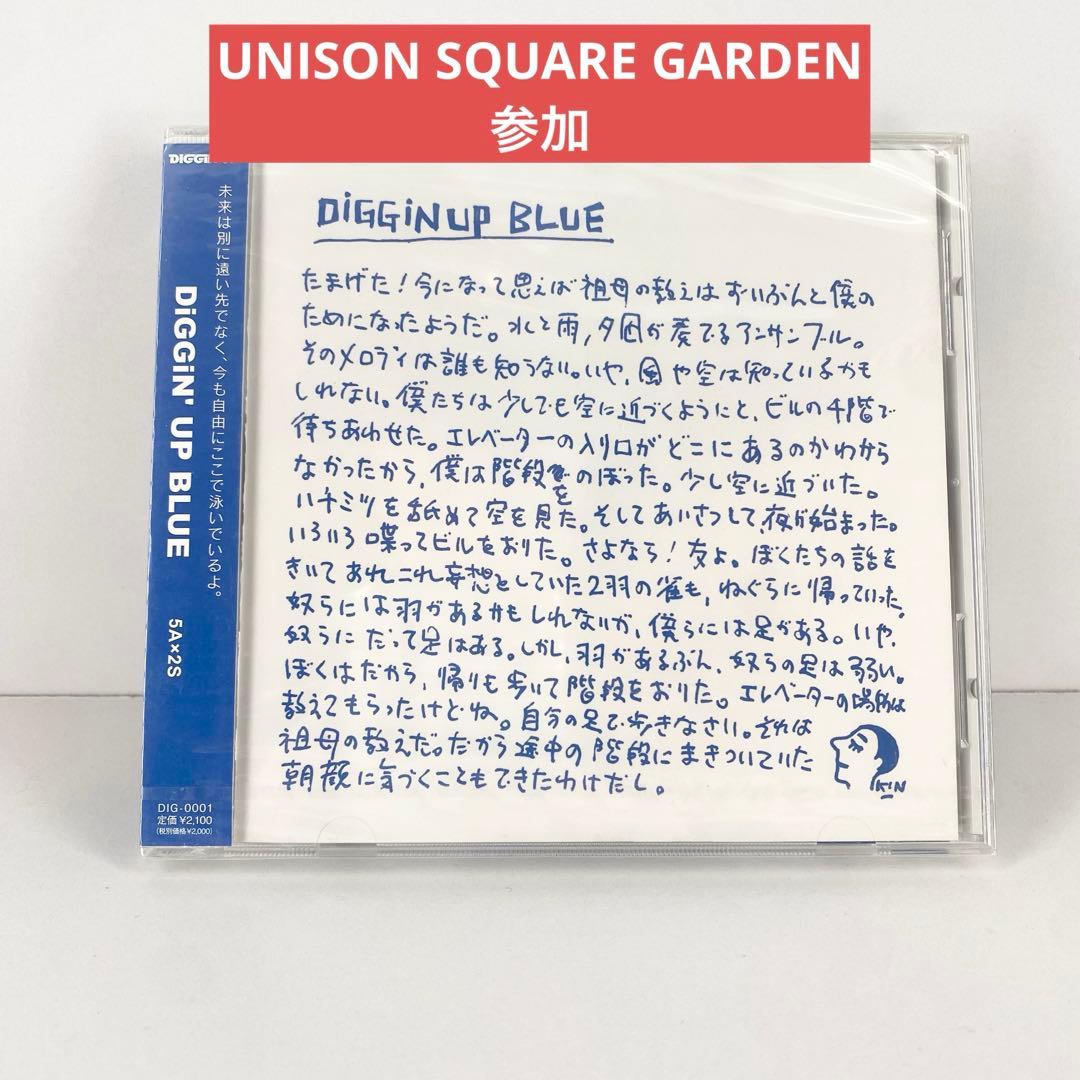 UNISON SQUARE GARDEN
参加
未来は別に遠い先でなく、今も自由にここで泳いでいるよ。
DiGGiN' UP BLUE
5A×2S
DIG-0001
定価¥2,100
(税別価格¥2,000)
DiGGiN UP BLUE
たまげた！今になって思えば祖母の教えはずいぶんと僕の
ためになったようだ。水と雨,夕凪が奏でるアンサンブル。
そのメロディは誰も知らない。いや、風や空は知っているかも
しれない。僕たちは少しでも空に近づくようにと、ビルの千階で
待ちあわせた。エレベーターの入り口がどこにあるのかわから
なかったから、僕は階段をのぼった。少し空に近づいた。
ハチミツを舐めて空を見た。そしてあいさつして、夜が始まった。
いろいろ喋ってビルをおりた。さよなら！友よ。ぼくたちの話を
きいてあれこれ妄想をしていた2羽の雀も、ねぐらに帰っていった。
奴らには羽があるかもしれないが、僕らには足がある。いや、
奴らにだって足はある。しかし、羽があるぶん、奴らの足は弱い。
ぼくはだから、帰りも歩いて階段をおりた。エレベーターの場所は
教えてもらったけどね。自分の足で歩きなさい。それは
祖母の教えだ。だから途中の階段にまきついていた
朝顔に気づくこともできたわけだし。
KIN